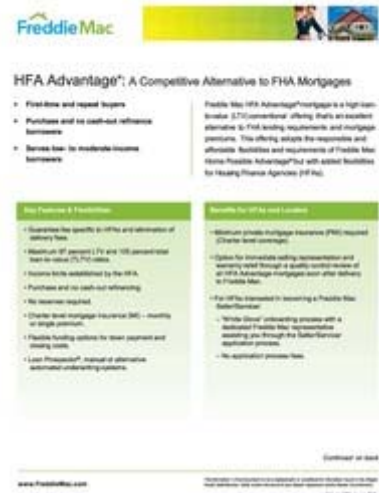 Freddie Mac
HFA Advantage®: A Competitive Alternative to FHA Mortgages
• First-time and repeat buyers
• Purchase and no cash-out refinance
borrowers
• Serves low- to moderate-income
borrowers
Freddie Mac HFA Advantage® mortgage is a high loan-
to-value (LTV) conventional offering that's an excellent
alternative to FHA lending requirements and mortgage
premiums. This offering adopts the responsible and
affordable flexibilities and requirements of Freddie Mac
Home Possible Advantage® but with added flexibilities
for Housing Finance Agencies (HFAs).
Key Features & Flexibilities
• Guarantee fee specific to HFAs and elimination of
delivery fees.
• Maximum 97 percent LTV and 105 percent total
loan-to-value (TLTV) ratios.
• Income limits established by the HFA.
• Purchase and no cash-out refinancing.
• No reserves required.
• Charter level mortgage insurance (MI) – monthly
or single premium.
• Flexible funding options for down payment and
closing costs.
• Loan Prospector®, manual or alternative
automated underwriting systems.
Benefits for HFAs and Lenders
• Minimum private mortgage insurance (PMI) required
(Charter level coverage).
• Option for immediate selling representation and
warranty relief through a quality control review of
all HFA Advantage mortgages soon after delivery
to Freddie Mac.
• For HFAs interested in becoming a Freddie Mac
Seller/Servicer:
– "White Glove" onboarding process with a
dedicated Freddie Mac representative
assisting you through the Seller/Servicer
application process.
– No application process fees.
Continued on back
www.FreddieMac.com